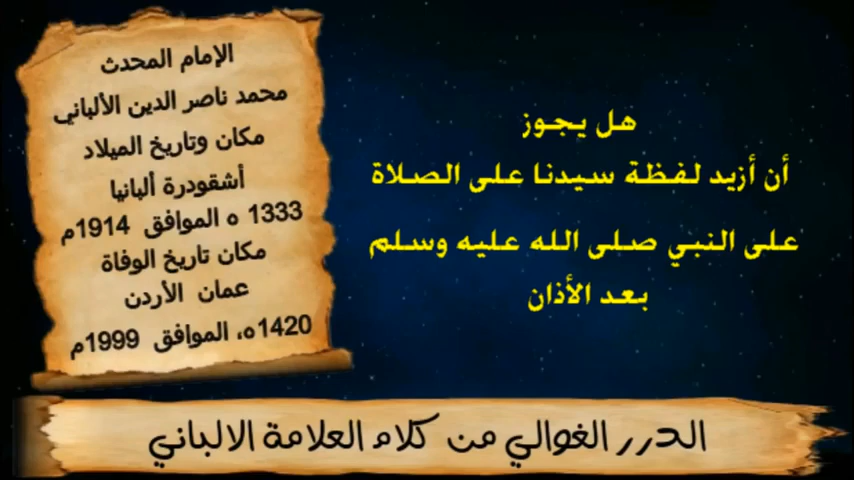 الإمام المحدث
محمد ناصر الدين الألباني
مكان وتاريخ الميلاد
أشقودرة ألبانيا
1333 ه الموافق 1914م
مكان تاريخ الوفاة
عمان الأردن
1420ه، الموافق 1999م
هل يجوز
أن أزيد لفظة سيدنا على الصلاة
على النبي صلى الله عليه وسلم
بعد الأذان
الدرر الغوالي من كلام العلامة الالباني